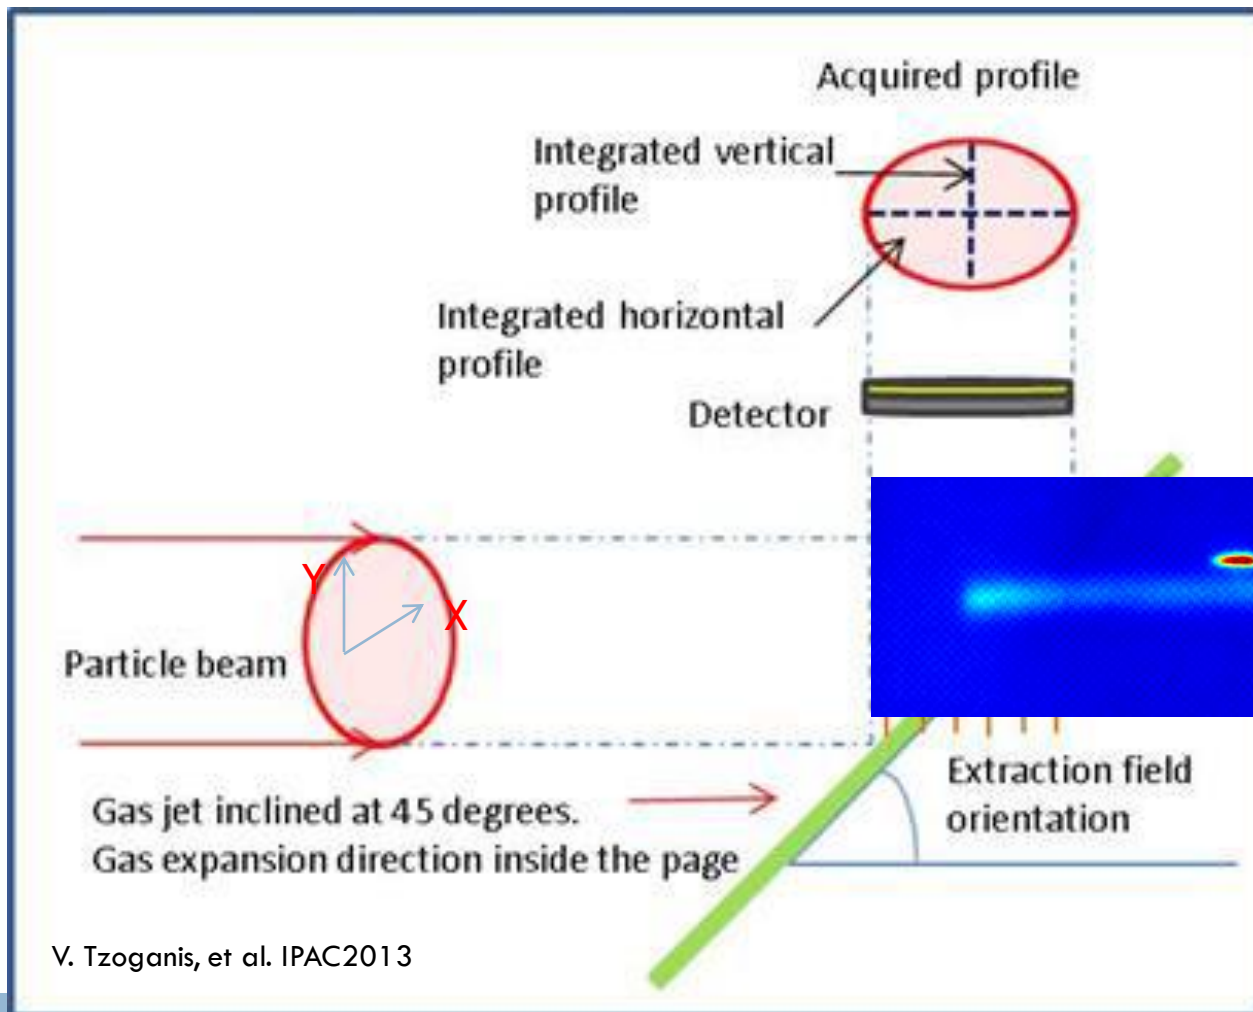 Acquired profile
Integrated vertical
profile
Integrated horizontal
profile
Detector
Y
X
Particle beam
Extraction field
orientation
Gas jet inclined at 45 degrees.
Gas expansion direction inside the page
V. Tzoganis, et al. IPAC2013